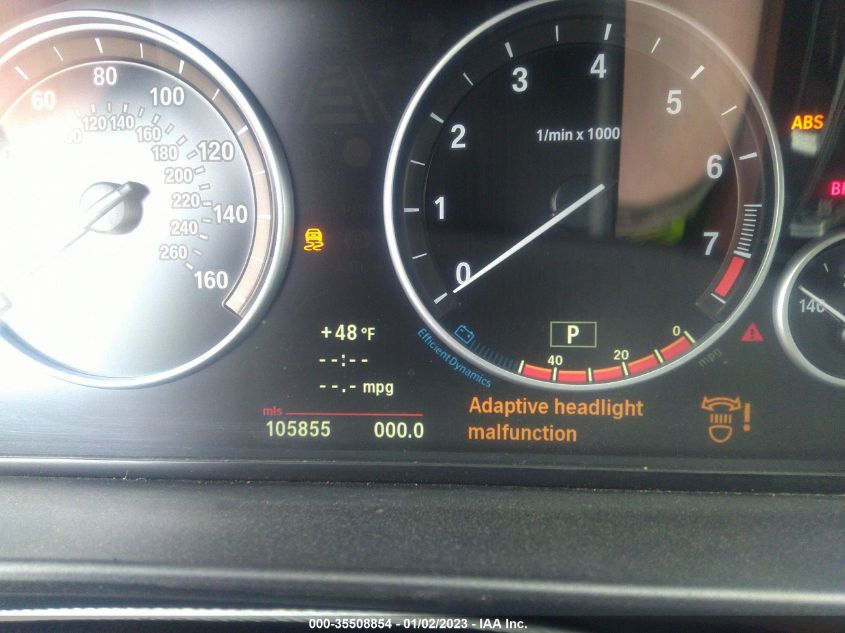 60
80
100
120
140
160
120
140
160
180
200
220
240
260
0
1
2
3
4
5
6
7
1/min x 1000
ABS
+48 °F
--:--
--.- mpg
mls
105855 000.0
P
EfficientDynamics
40
20
0
mpg
Adaptive headlight
malfunction
140
000-35508854 - 01/02/2023 - IAA Inc.